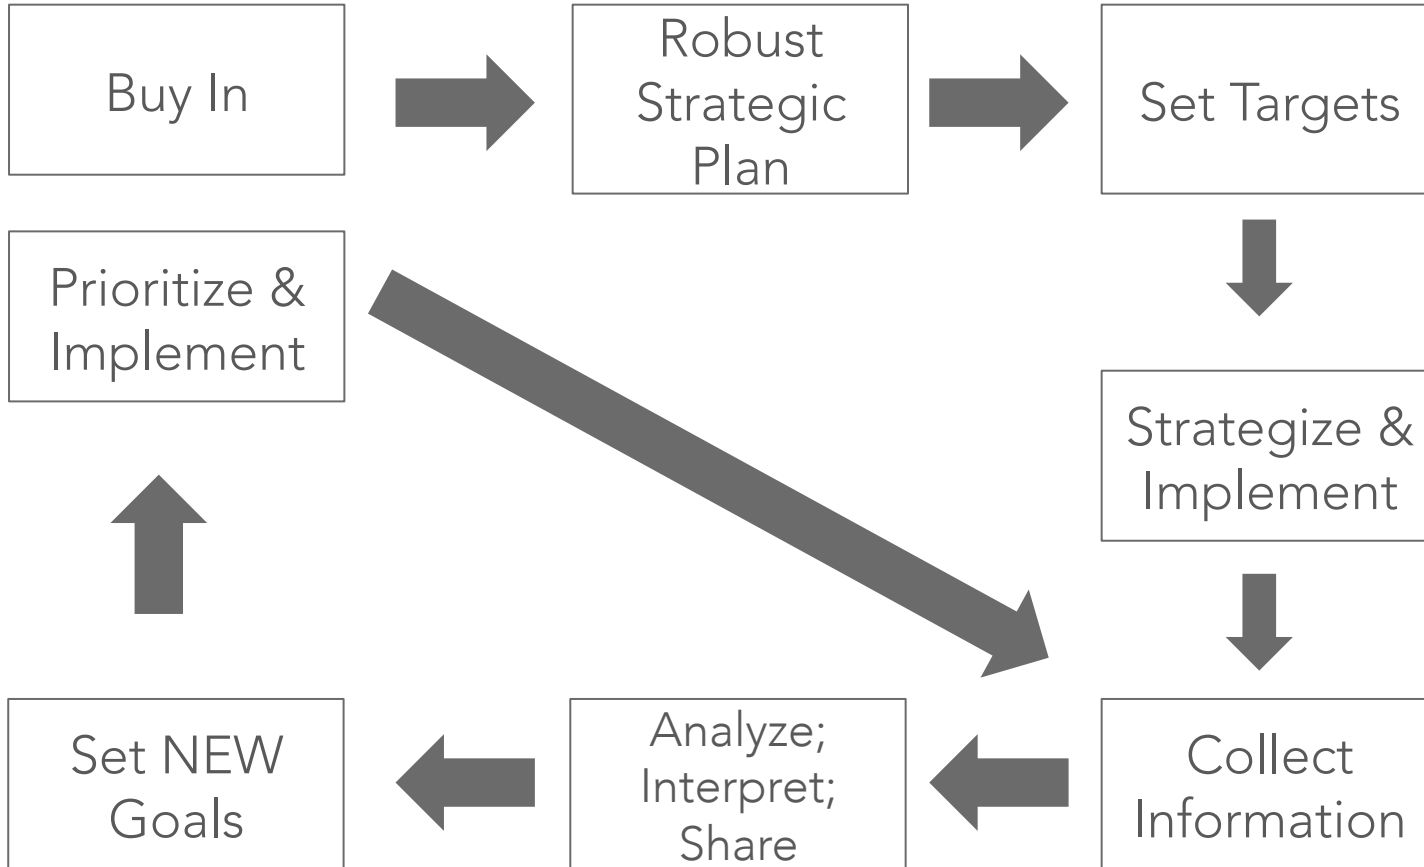 Buy In
Robust
Strategic
Plan
Set Targets
Prioritize &
Implement
Strategize &
Implement
Set NEW
Goals
Analyze;
Interpret;
Share
Collect
Information